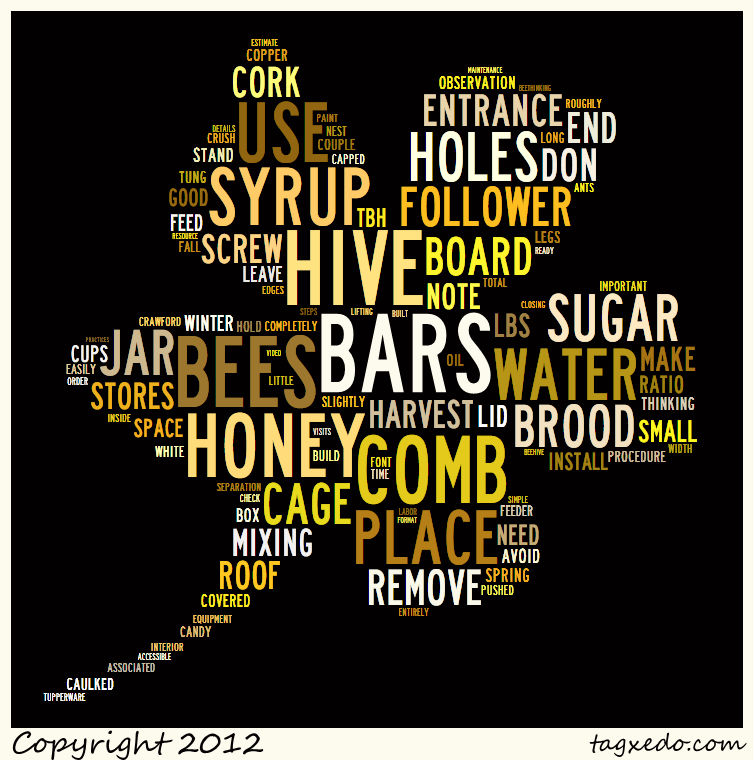 ESTIMATE
COPPER
MAINTENANCE
CORK
OBSERVATION
BEETHINKING
ENTRANCE
ROUGHLY
USE
PAINT
END
DETAILS
NEST
CRUSH
COUPLE
HOLES
LONG
STAND
CAPPED
DON
TUNG
SYRUP
ANTS
GOOD
FOLLOWER
FEED
TBH
RESOURCE
FALL
SCREW
HIVE
BOARD
LEGS
READY
LEAVE
TOTAL
EDGES
NOTE
IMPORTANT
STEPS
LIFTING
BUILT
CLOSING
SUGAR
CRAWFORD
WINTER
HOLD
COMPLETELY
BARS
LBS
PRACTICES
CUPS
JAR
BEES
VIDEO
OIL
WATER
MAKE
EASILY
ORDER
LITTLE
RATIO
STORES
SLIGHTLY
THINKING
INSIDE
SPACE
HONEY
VISITS
HARVEST
LID
BROOD
SMALL
WHITE
BUILD
FONT
TIME
COMB
BEEHIVE
INSTALL
PROCEDURE
WIDTH
SEPARATION
CHECK
CAGE
SIMPLE
BOX
LABOR
FORMAT
FEEDER
MIXING
PLACE
NEED
AVOID
ROOF
REMOVE
SPRING
PUSHED
COVERED
ENTIRELY
EQUIPMENT
CANDY
INTERIOR
ACCESSIBLE
ASSOCIATED
CAULKED
TUPPERWARE
Copyright 2012
tagxedo.com